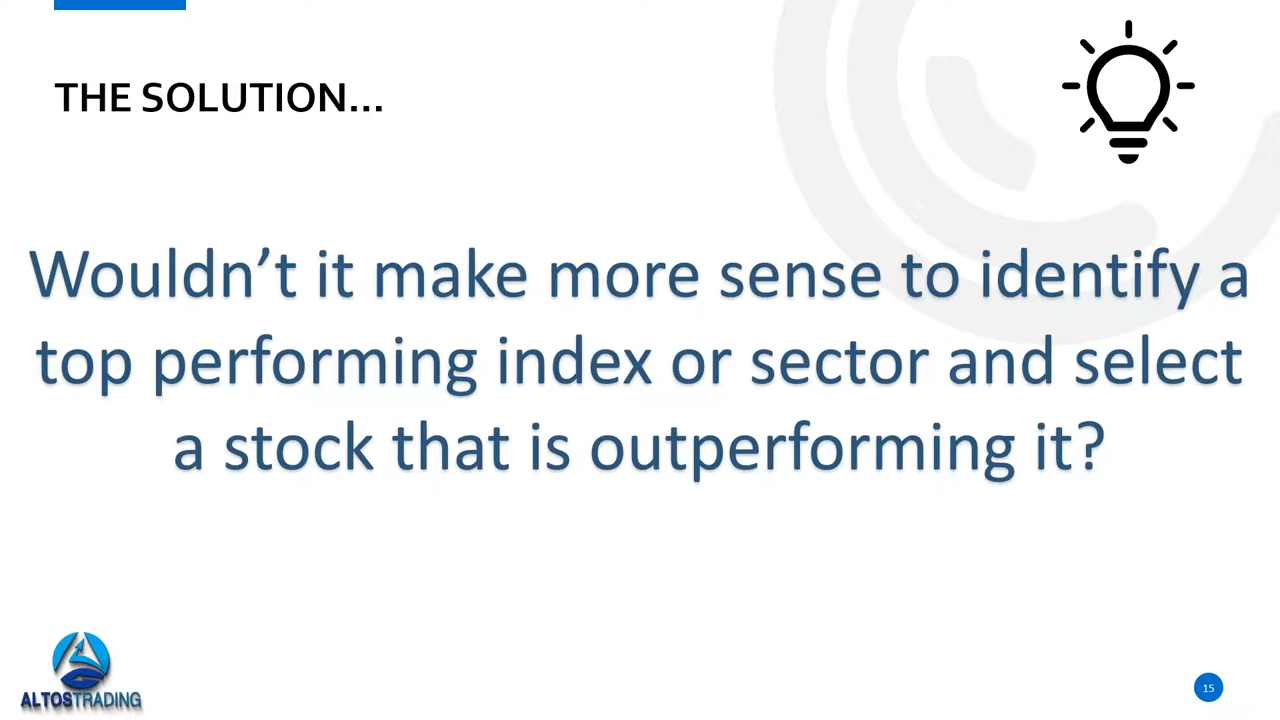 THE SOLUTION...
Wouldn’t it make more sense to identify a
top performing index or sector and select
a stock that is outperforming it?
ALTOSTRADING
15